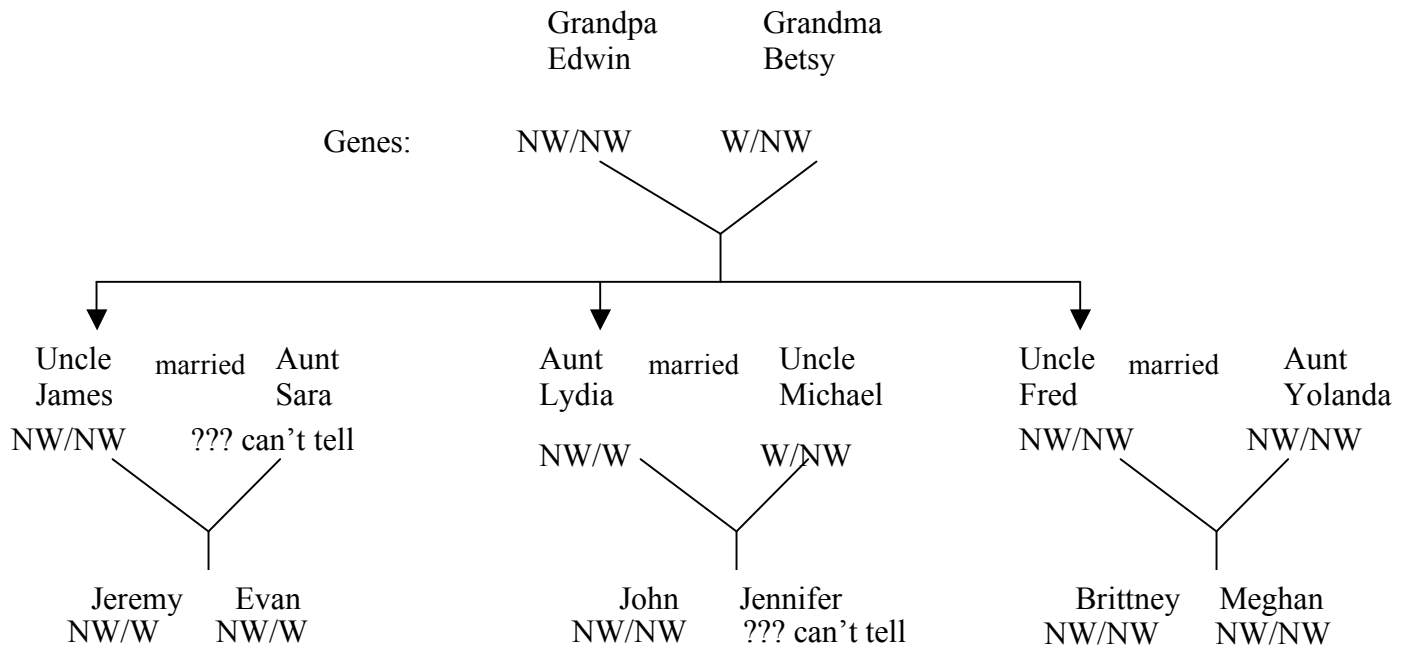 Grandpa Grandma
Edwin Betsy
Genes: NW/NW W/NW
Uncle married Aunt Aunt married Uncle Uncle married Aunt
James Sara Lydia Michael Fred Yolanda
NW/NW ??? can't tell NW/W W/NW NW/NW NW/NW
Jeremy Evan John Jennifer Brittney Meghan
NW/W NW/W NW/NW ??? can't tell NW/NW NW/NW